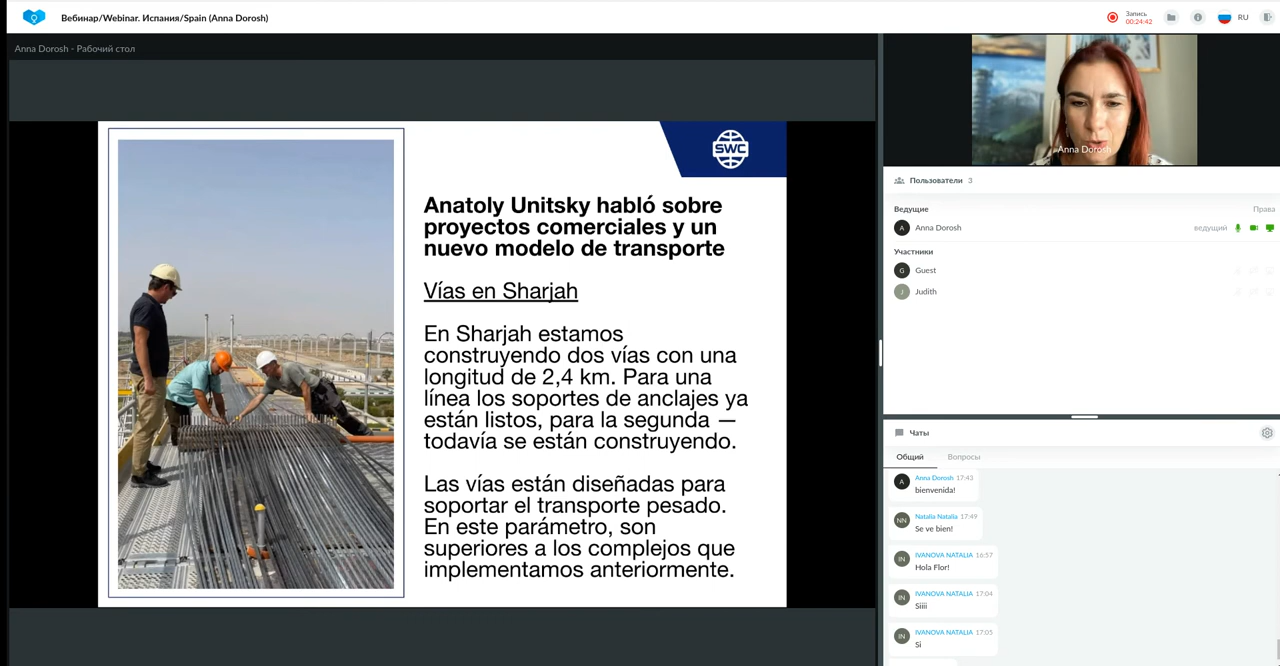 Вебинар/Webinar. Испания/Spain (Anna Dorosh)
Запись
00:24:42
RU
Anna Dorosh - Рабочий стол
SWC
Anatoly Unitsky habló sobre
proyectos comerciales y un
nuevo modelo de transporte
Vías en Sharjah
En Sharjah estamos
construyendo dos vías con una
longitud de 2,4 km. Para una
línea los soportes de anclajes ya
están listos, para la segunda —
todavía se están construyendo.
Las vías están diseñadas para
soportar el transporte pesado.
En este parámetro, son
superiores a los complejos que
implementamos anteriormente.
Anna Dorosh
Пользователи 3
Ведущие Права
A Anna Dorosh ведущий
Участники
G Guest
J Judith
Чаты
Общий Вопросы
A Anna Dorosh 17:43
bienvenida!
NN Natalia Natalia 17:49
Se ve bien!
IN IVANOVA NATALIA 16:57
Hola Flor!
IN IVANOVA NATALIA 17:04
Siiii
IN IVANOVA NATALIA 17:05
Si